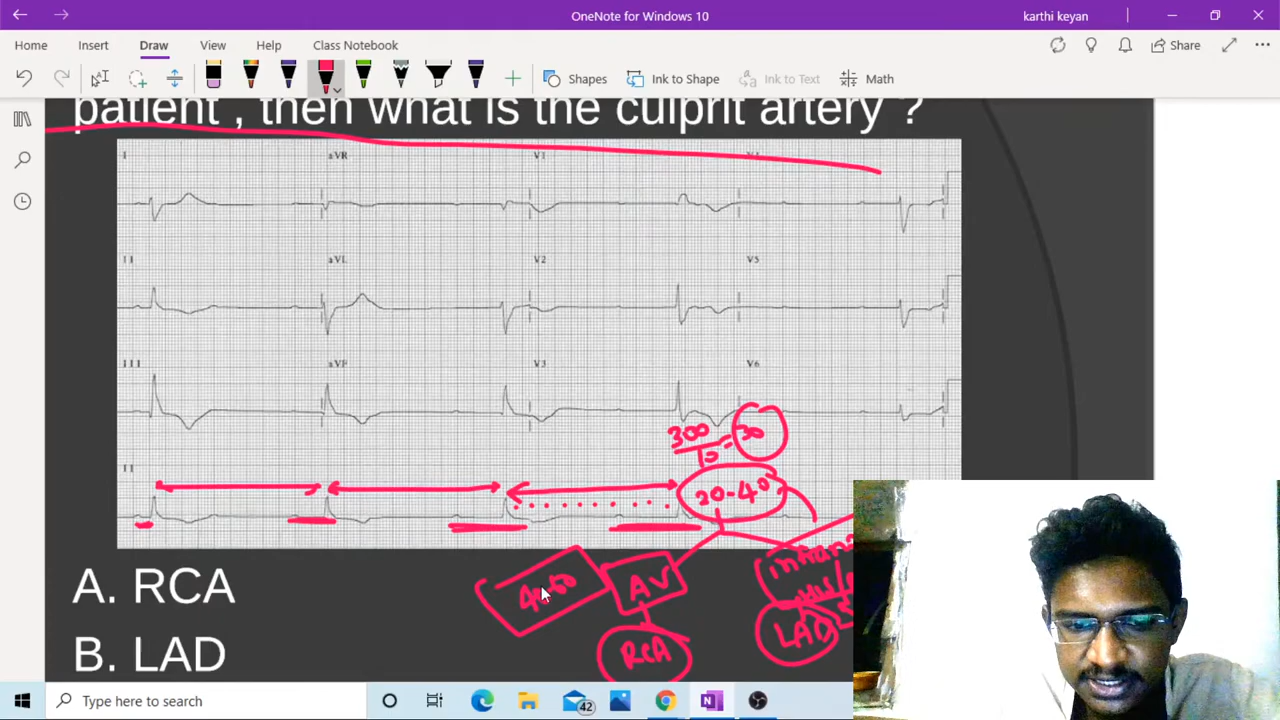 OneNote for Windows 10
karthi keyan
Home Insert Draw View Help Class Notebook
Share
Shapes Ink to Shape Ink to Text Math
patient , then what is the culprit artery ?
I aVR V1 V4
II aVL V2 V5
III aVF V3 V6
300
10 = 30
II
20-40
AV
RCA
LAD
A. RCA
B. LAD
Type here to search
42